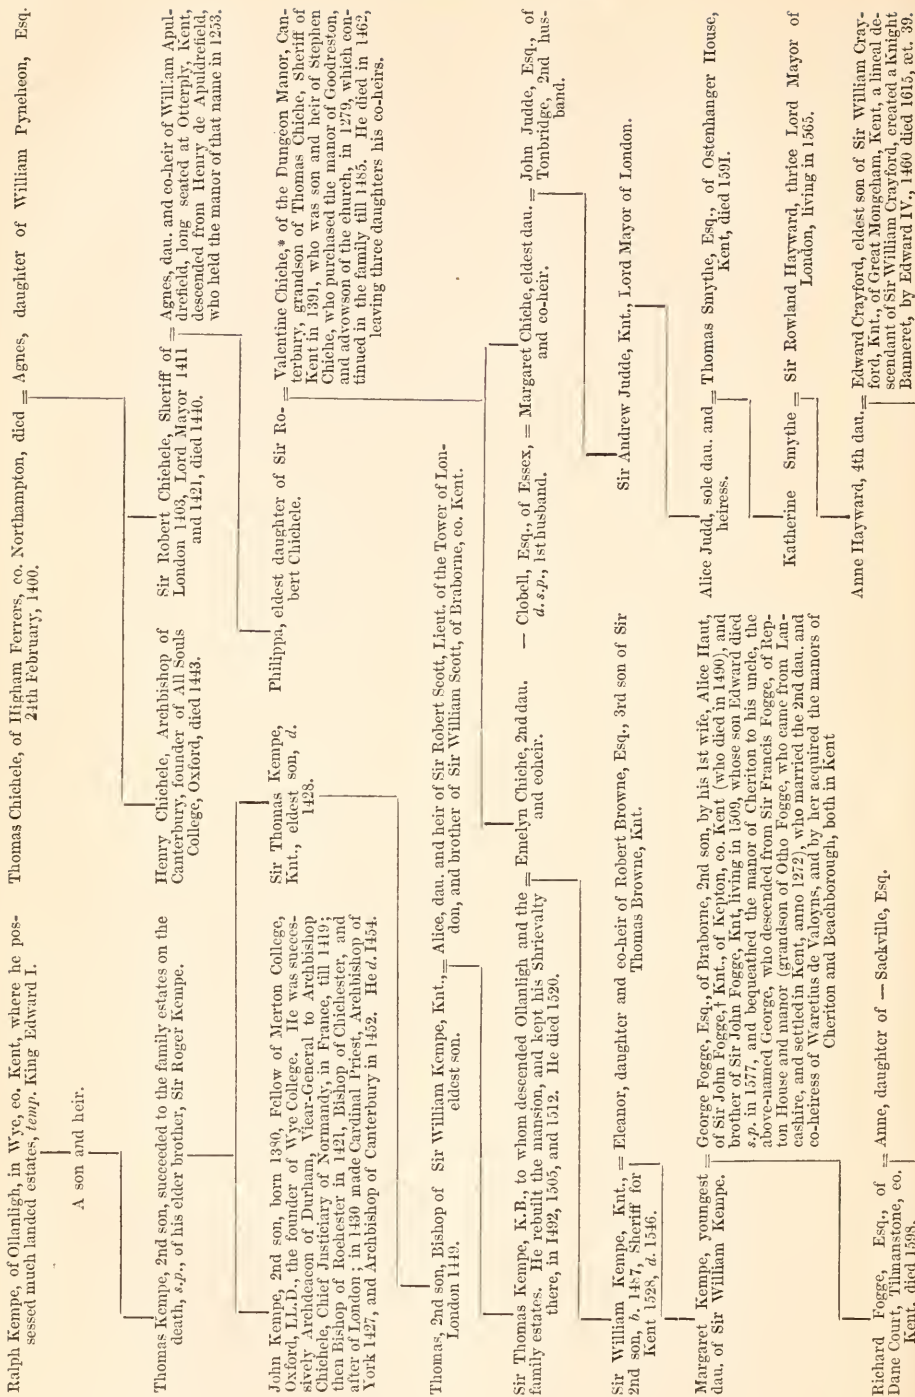 Ralph Kempe, of Ollanligh, in Wye, co. Kent, where he pos-
sessed much landed estates, temp. King Edward I.
Thomas Chichele, of Higham Ferrers, co. Northampton, died = Agnes, daughter of William Pyncheon, Esq.
24th February, 1400.
A son and heir.
Thomas Kempe, 2nd son, succeeded to the family estates on the
death, s.p., of his elder brother, Sir Roger Kempe.
Henry Chichele, Archbishop of
Canterbury, founder of All Souls
College, Oxford, died 1443.
Sir Robert Chichele, Sheriff of =
London 1403, Lord Mayor 1411
and 1421, died 1440.
Agnes, dau. and co-heir of William Apul-
drefield, long seated at Otterply, Kent,
descended from Henry de Apuldrefield,
who held the manor of that name in 1253.
John Kempe, 2nd son, born 1380, Fellow of Merton College,
Oxford, LL.D., the founder of Wye College. He was succes-
sively Archdeacon of Durham, Vicar-General to Archbishop
Chichele, Chief Justiciary of Normandy, in France, till 1419;
then Bishop of Rochester in 1421, Bishop of Chichester, and
after of London; in 1430 made Cardinal Priest, Archbishop of
York 1427, and Archbishop of Canterbury in 1452. He d. 1454.
Sir Thomas Kempe,
Knt., eldest son, d.
1428.
Philippa, eldest daughter of Sir Ro- =
bert Chichele.
Valentine Chiche,* of the Dungeon Manor, Can-
terbury, grandson of Thomas Chiche, Sheriff of
Kent in 1391, who was son and heir of Stephen
Chiche, who purchased the manor of Goodreston,
and advowson of the church, in 1279, which con-
tinued in the family till 1485. He died in 1462,
leaving three daughters his co-heirs.
Thomas, 2nd son, Bishop of
London 1449.
Sir William Kempe, Knt., =
eldest son.
Alice, dau. and heir of Sir Robert Scott, Lieut. of the Tower of Lon-
don, and brother of Sir William Scott, of Braborne, co. Kent.
Sir Thomas Kempe, K.B., to whom descended Ollanligh and the =
family estates. He rebuilt the mansion, and kept his Shrievalty
there, in 1492, 1505, and 1512. He died 1520.
Emelyn Chiche, 2nd dau.
and coheir.
— Clobell, Esq., of Essex, =
d. s.p., 1st husband.
Margaret Chiche, eldest dau. =
and co-heir.
John Judde, Esq., of
Tonbridge, 2nd hus-
band.
Sir William Kempe, Knt., =
2nd son, b. 1487, Sheriff for
Kent 1528, d. 1546.
Eleanor, daughter and co-heir of Robert Browne, Esq., 3rd son of Sir
Thomas Browne, Knt.
Sir Andrew Judde, Knt., Lord Mayor of London.
Margaret Kempe, youngest =
dau. of Sir William Kempe.
George Fogge, Esq., of Braborne, 2nd son, by his 1st wife, Alice Haut,
of Sir John Fogge,† Knt., of Kepton, co. Kent (who died in 1490), and
brother of Sir John Fogge, Knt, living in 1509, whose son Edward died
s.p. in 1577, and bequeathed the manor of Cheriton to his uncle, the
above-named George, who descended from Sir Francis Fogge, of Rep-
ton House and manor (grandson of Otho Fogge, who came from Lan-
cashire, and settled in Kent, anno 1272), who married the 2nd dau. and
co-heiress of Waretius de Valoyns, and by her acquired the manors of
Cheriton and Beachborough, both in Kent
Alice Judd, sole dau. and =
heiress.
Thomas Smythe, Esq., of Ostenhanger House,
Kent, died 1591.
Katherine Smythe =
Sir Rowland Hayward, thrice Lord Mayor of
London, living in 1565.
Richard Fogge, Esq., of =
Dane Court, Tilmanstone, co.
Kent, died 1598.
Anne, daughter of — Sackville, Esq.
Anne Hayward, 4th dau. =
Edward Crayford, eldest son of Sir William Cray-
ford, Knt., of Great Mongeham, Kent, a lineal de-
scendant of Sir William Crayford, created a Knight
Banneret, by Edward IV., 1460 died 1615, æt. 39.